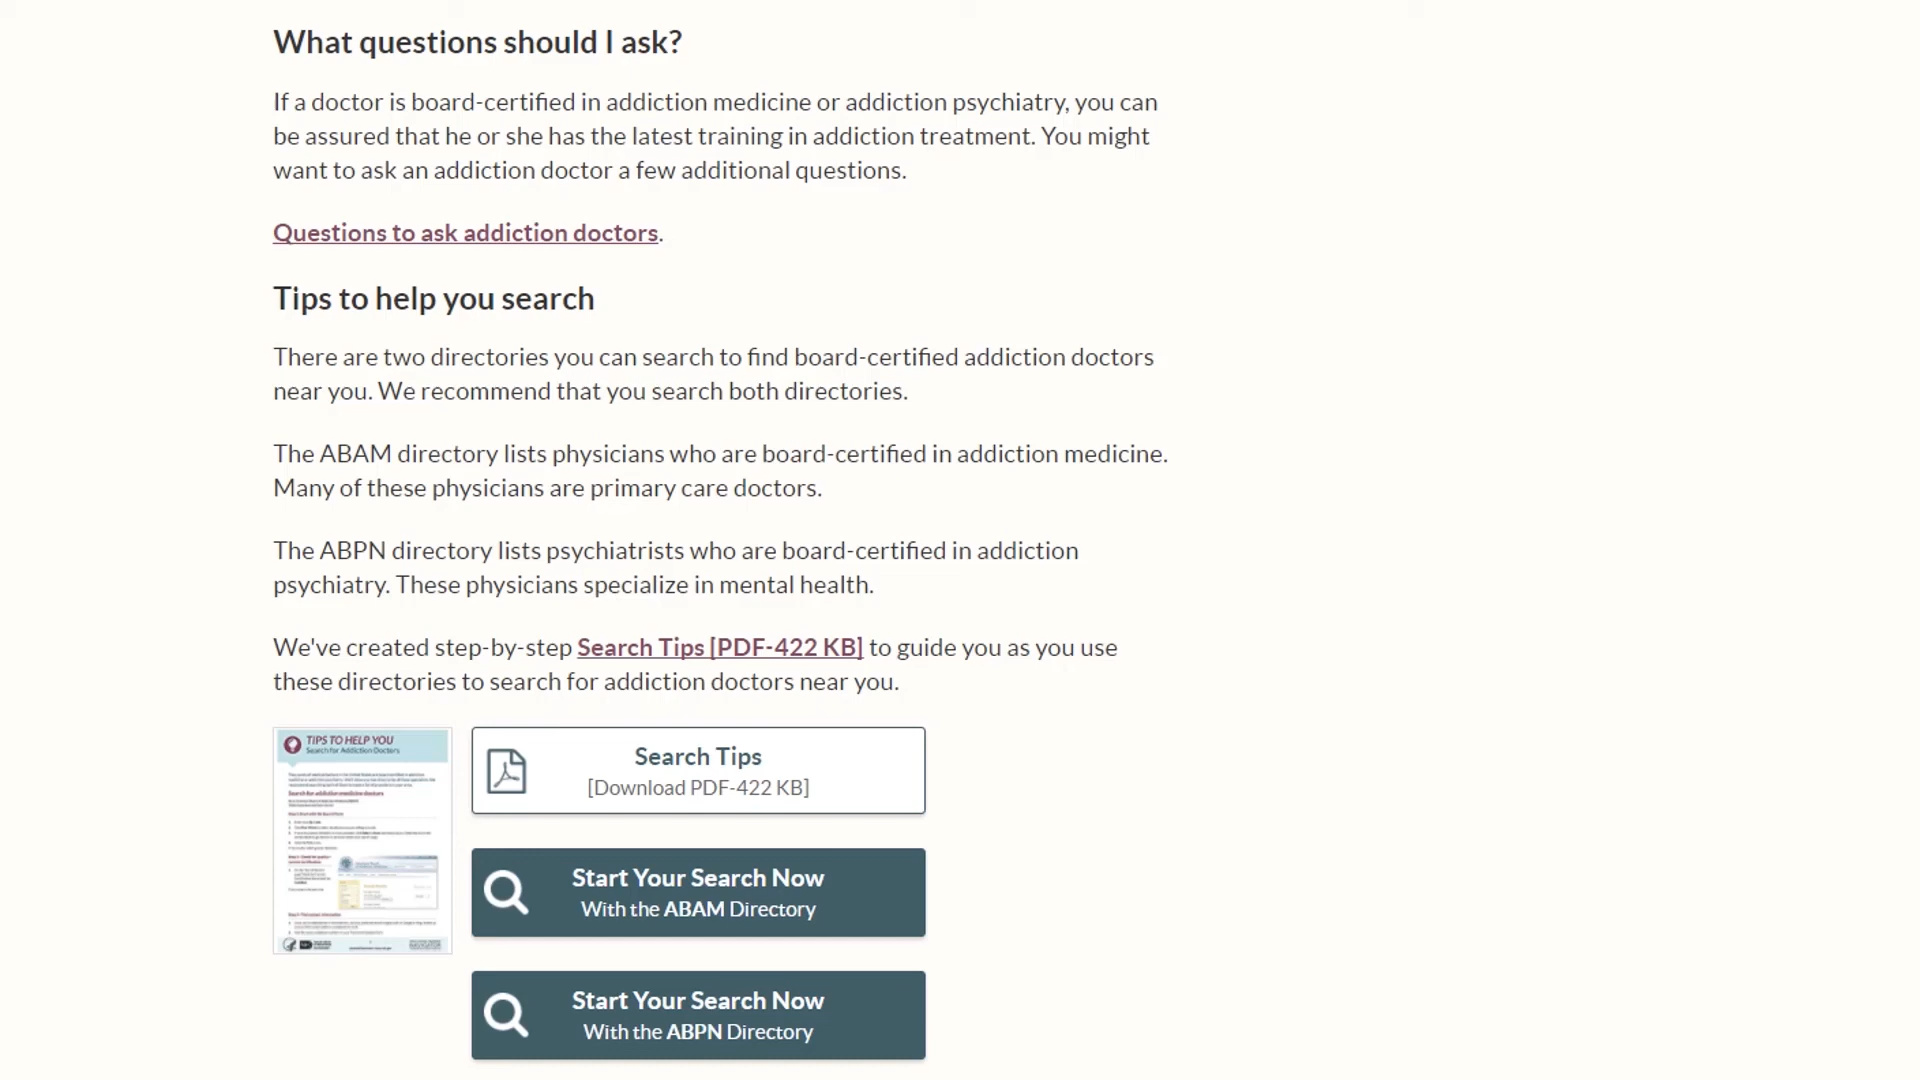 What questions should I ask?
If a doctor is board-certified in addiction medicine or addiction psychiatry, you can
be assured that he or she has the latest training in addiction treatment. You might
want to ask an addiction doctor a few additional questions.
Questions to ask addiction doctors.
Tips to help you search
There are two directories you can search to find board-certified addiction doctors
near you. We recommend that you search both directories.
The ABAM directory lists physicians who are board-certified in addiction medicine.
Many of these physicians are primary care doctors.
The ABPN directory lists psychiatrists who are board-certified in addiction
psychiatry. These physicians specialize in mental health.
We've created step-by-step Search Tips [PDF-422 KB] to guide you as you use
these directories to search for addiction doctors near you.
TIPS TO HELP YOU
Search for Addiction Doctors
Search for addiction medicine doctors
Search Tips
[Download PDF-422 KB]
Start Your Search Now
With the ABAM Directory
Start Your Search Now
With the ABPN Directory